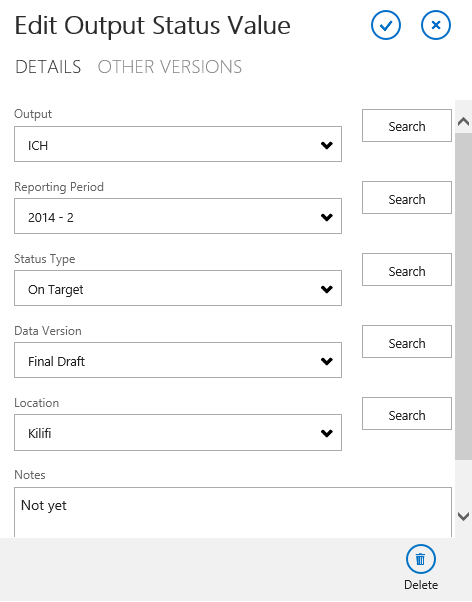 Edit Output Status Value
DETAILS OTHER VERSIONS
Output
ICH Search
Reporting Period
2014 - 2 Search
Status Type
On Target Search
Data Version
Final Draft Search
Location
Kilifi Search
Notes
Not yet
Delete